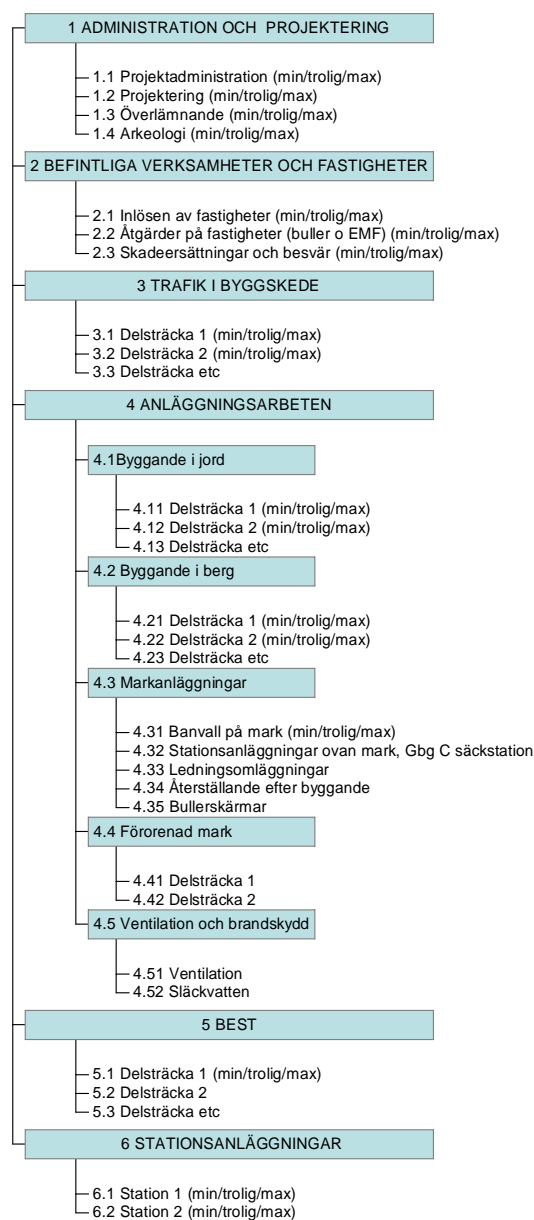 1 ADMINISTRATION OCH PROJEKTERING
1.1 Projektadministration (min/trolig/max)
1.2 Projektering (min/trolig/max)
1.3 Överlämnande (min/trolig/max)
1.4 Arkeologi (min/trolig/max)
2 BEFINTLIGA VERKSAMHETER OCH FASTIGHETER
2.1 Inlösen av fastigheter (min/trolig/max)
2.2 Åtgärder på fastigheter (buller o EMF) (min/trolig/max)
2.3 Skadeersättningar och besvär (min/trolig/max)
3 TRAFIK I BYGGSKEDE
3.1 Delsträcka 1 (min/trolig/max)
3.2 Delsträcka 2 (min/trolig/max)
3.3 Delsträcka etc
4 ANLÄGGNINGSARBETEN
4.1Byggande i jord
4.11 Delsträcka 1 (min/trolig/max)
4.12 Delsträcka 2 (min/trolig/max)
4.13 Delsträcka etc
4.2 Byggande i berg
4.21 Delsträcka 1 (min/trolig/max)
4.22 Delsträcka 2 (min/trolig/max)
4.23 Delsträcka etc
4.3 Markanläggningar
4.31 Banvall på mark (min/trolig/max)
4.32 Stationsanläggningar ovan mark, Gbg C säckstation
4.33 Ledningsomläggningar
4.34 Återställande efter byggande
4.35 Bullerskärmar
4.4 Förorenad mark
4.41 Delsträcka 1
4.42 Delsträcka 2
4.5 Ventilation och brandskydd
4.51 Ventilation
4.52 Släckvatten
5 BEST
5.1 Delsträcka 1 (min/trolig/max)
5.2 Delsträcka 2
5.3 Delsträcka etc
6 STATIONSANLÄGGNINGAR
6.1 Station 1 (min/trolig/max)
6.2 Station 2 (min/trolig/max)